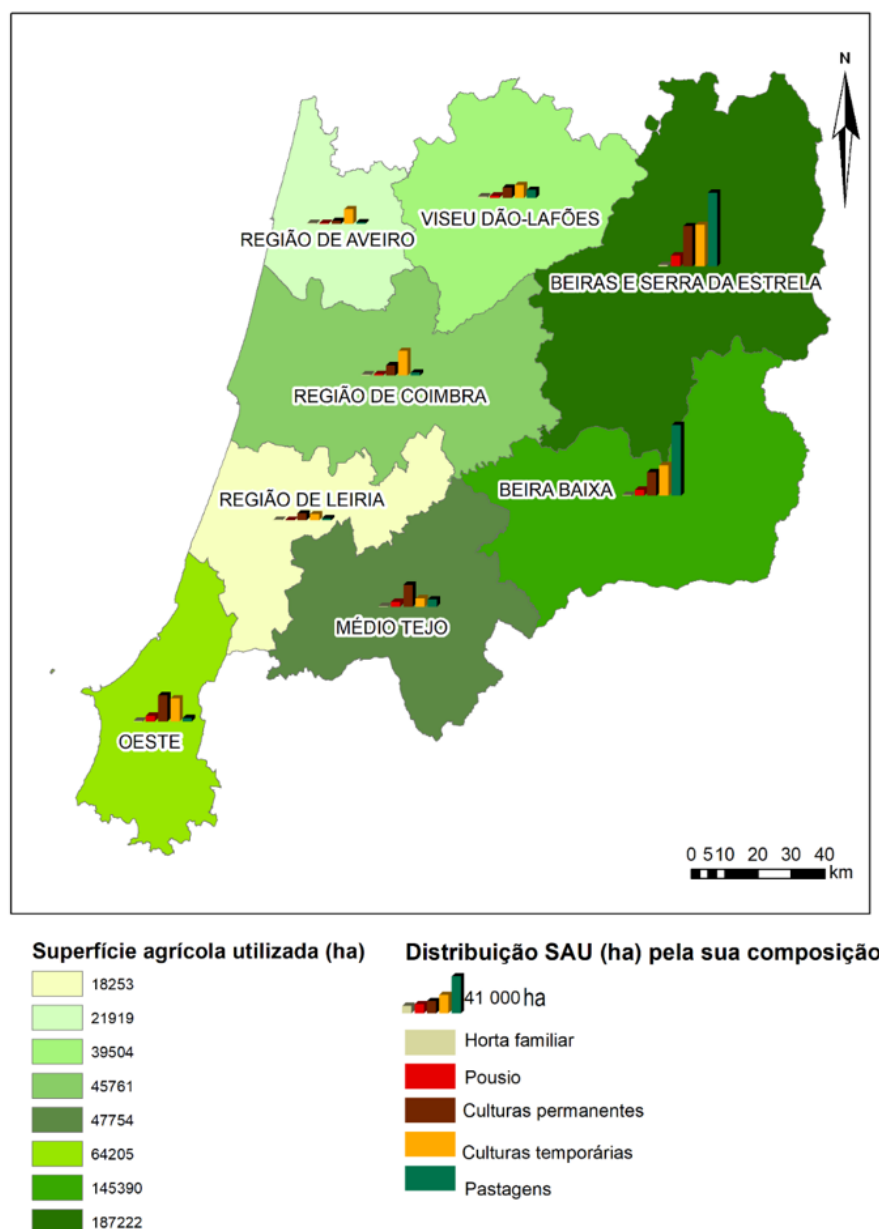 N
REGIÃO DE AVEIRO
VISEU DÃO-LAFÕES
BEIRAS E SERRA DA ESTRELA
REGIÃO DE COIMBRA
REGIÃO DE LEIRIA
BEIRA BAIXA
MÉDIO TEJO
OESTE
0 510 20 30 40
km
Superfície agrícola utilizada (ha)
18253
21919
39504
45761
47754
64205
145390
187222
Distribuição SAU (ha) pela sua composição
41 000 ha
Horta familiar
Pousio
Culturas permanentes
Culturas temporárias
Pastagens